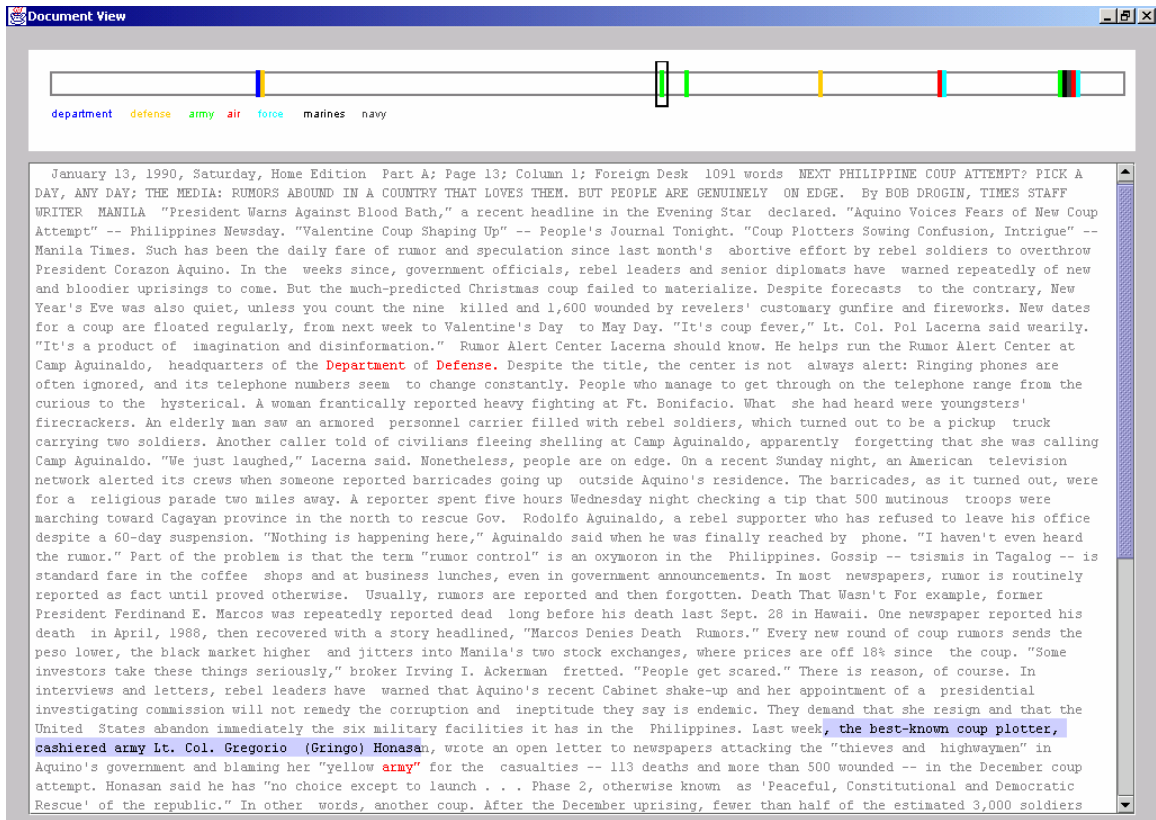 Document View
department defense army air force marines navy
January 13, 1990, Saturday, Home Edition Part A; Page 13; Column 1; Foreign Desk 1091 words NEXT PHILIPPINE COUP ATTEMPT? PICK A
DAY, ANY DAY; THE MEDIA: RUMORS ABOUND IN A COUNTRY THAT LOVES THEM. BUT PEOPLE ARE GENUINELY ON EDGE. By BOB DROGIN, TIMES STAFF
WRITER MANILA "President Warns Against Blood Bath," a recent headline in the Evening Star declared. "Aquino Voices Fears of New Coup
Attempt" -- Philippines Newsday. "Valentine Coup Shaping Up" -- People's Journal Tonight. "Coup Plotters Sowing Confusion, Intrigue" --
Manila Times. Such has been the daily fare of rumor and speculation since last month's abortive effort by rebel soldiers to overthrow
President Corazon Aquino. In the weeks since, government officials, rebel leaders and senior diplomats have warned repeatedly of new
and bloodier uprisings to come. But the much-predicted Christmas coup failed to materialize. Despite forecasts to the contrary, New
Year's Eve was also quiet, unless you count the nine killed and 1,600 wounded by revelers' customary gunfire and fireworks. New dates
for a coup are floated regularly, from next week to Valentine's Day to May Day. "It's coup fever," Lt. Col. Pol Lacerna said wearily.
"It's a product of imagination and disinformation." Rumor Alert Center Lacerna should know. He helps run the Rumor Alert Center at
Camp Aguinaldo, headquarters of the Department of Defense. Despite the title, the center is not always alert: Ringing phones are
often ignored, and its telephone numbers seem to change constantly. People who manage to get through on the telephone range from the
curious to the hysterical. A woman frantically reported heavy fighting at Ft. Bonifacio. What she had heard were youngsters'
firecrackers. An elderly man saw an armored personnel carrier filled with rebel soldiers, which turned out to be a pickup truck
carrying two soldiers. Another caller told of civilians fleeing shelling at Camp Aguinaldo, apparently forgetting that she was calling
Camp Aguinaldo. "We just laughed," Lacerna said. Nonetheless, people are on edge. On a recent Sunday night, an American television
network alerted its crews when someone reported barricades going up outside Aquino's residence. The barricades, as it turned out, were
for a religious parade two miles away. A reporter spent five hours Wednesday night checking a tip that 500 mutinous troops were
marching toward Cagayan province in the north to rescue Gov. Rodolfo Aguinaldo, a rebel supporter who has refused to leave his office
despite a 60-day suspension. "Nothing is happening here," Aguinaldo said when he was finally reached by phone. "I haven't even heard
the rumor." Part of the problem is that the term "rumor control" is an oxymoron in the Philippines. Gossip -- tsismis in Tagalog -- is
standard fare in the coffee shops and at business lunches, even in government announcements. In most newspapers, rumor is routinely
reported as fact until proved otherwise. Usually, rumors are reported and then forgotten. Death That Wasn't For example, former
President Ferdinand E. Marcos was repeatedly reported dead long before his death last Sept. 28 in Hawaii. One newspaper reported his
death in April, 1988, then recovered with a story headlined, "Marcos Denies Death Rumors." Every new round of coup rumors sends the
peso lower, the black market higher and jitters into Manila's two stock exchanges, where prices are off 18% since the coup. "Some
investors take these things seriously," broker Irving I. Ackerman fretted. "People get scared." There is reason, of course. In
interviews and letters, rebel leaders have warned that Aquino's recent Cabinet shake-up and her appointment of a presidential
investigating commission will not remedy the corruption and ineptitude they say is endemic. They demand that she resign and that the
United States abandon immediately the six military facilities it has in the Philippines. Last week, the best-known coup plotter,
cashiered army Lt. Col. Gregorio (Gringo) Honasan, wrote an open letter to newspapers attacking the "thieves and highwaymen" in
Aquino's government and blaming her "yellow army" for the casualties -- 113 deaths and more than 500 wounded -- in the December coup
attempt. Honasan said he has "no choice except to launch . . . Phase 2, otherwise known as 'Peaceful, Constitutional and Democratic
Rescue' of the republic." In other words, another coup. After the December uprising, fewer than half of the estimated 3,000 soldiers